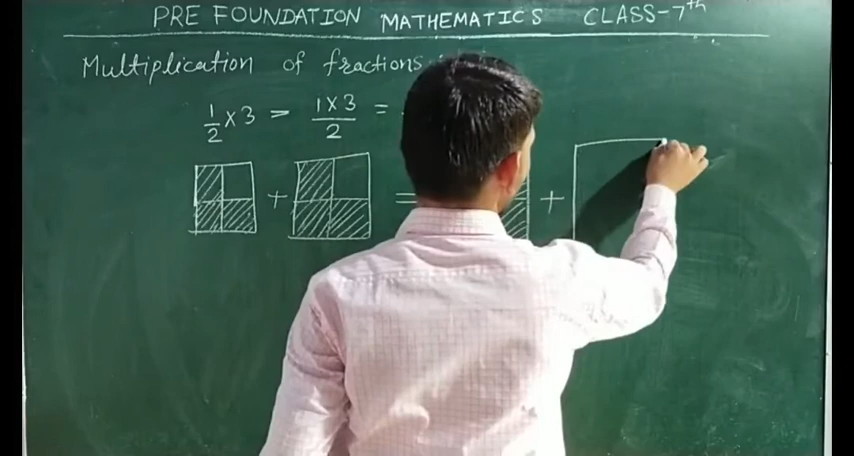 PRE FOUNDATION MATHEMATICS CLASS-7th
Multiplication of fractions
1/2 × 3 = 1 × 3/2 =
+ = +